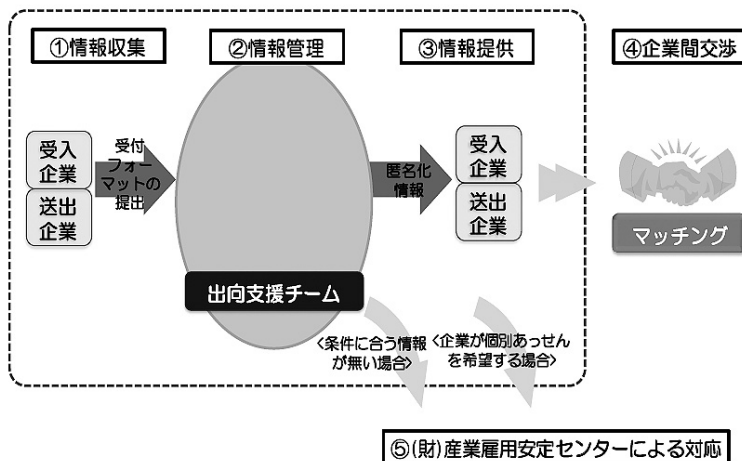 ①情報収集
②情報管理
③情報提供
④企業間交渉
受入
企業
送出
企業
受付
フォー
マットの
提出
匿名化
情報
受入
企業
送出
企業
マッチング
出向支援チーム
<条件に合う情報
が無い場合>
<企業が個別あっせん
を希望する場合>
⑤(財)産業雇用安定センターによる対応